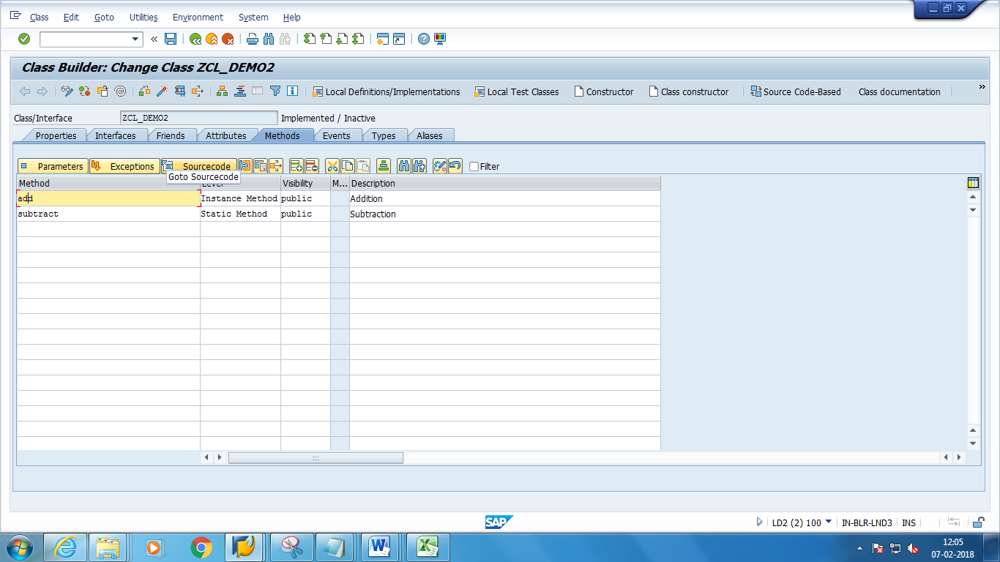 Class Edit Goto Utilities Environment System Help
Class Builder: Change Class ZCL_DEMO2
Local Definitions/Implementations Local Test Classes Constructor Class constructor Source Code-Based Class documentation
Class/Interface ZCL_DEMO2 Implemented / Inactive
Properties Interfaces Friends Attributes Methods Events Types Aliases
Parameters Exceptions Sourcecode Filter
Goto Sourcecode
Method Level Visibility M... Description
add Instance Method public Addition
subtract Static Method public Subtraction
SAP
LD2 (2) 100 IN-BLR-LND3 INS
12:05
07-02-2018